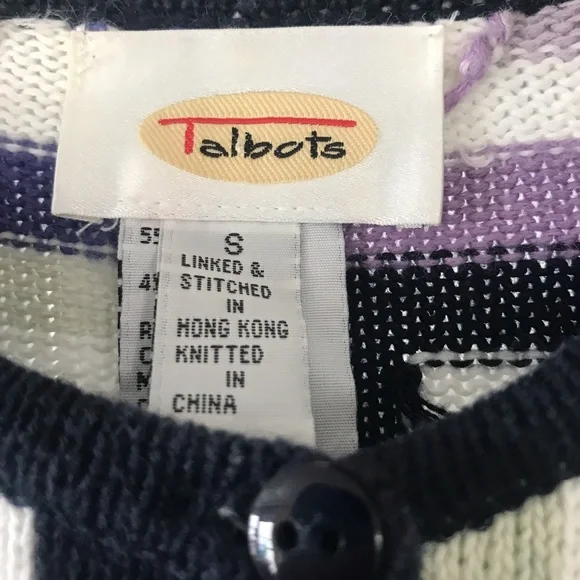 Talbots
S
LINKED &
STITCHED
IN
HONG KONG
KNITTED
IN
CHINA